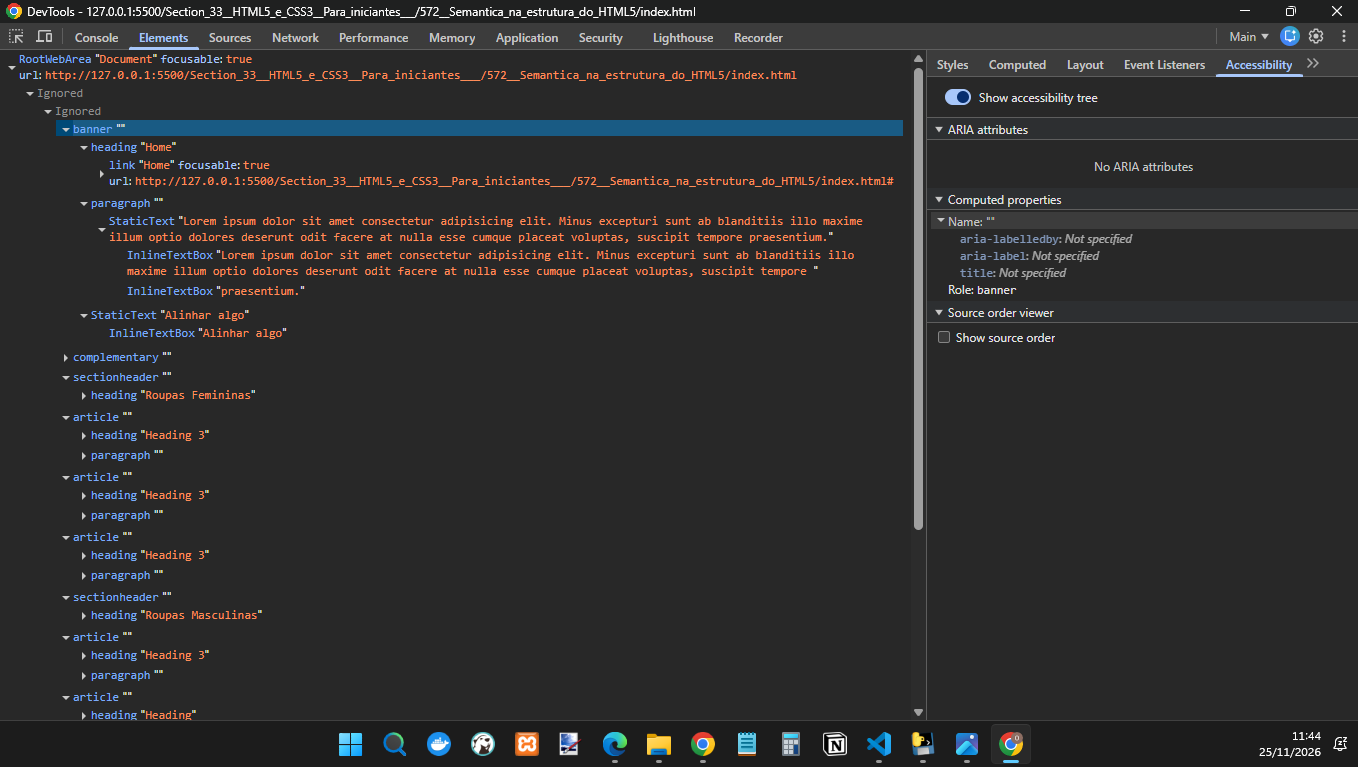 DevTools - 127.0.0.1:5500/Section_33__HTML5_e_CSS3__Para_iniciantes___/572__Semantica_na_estrutura_do_HTML5/index.html
Console Elements Sources Network Performance Memory Application Security Lighthouse Recorder Main
RootWebArea "Document" focusable: true
url: http://127.0.0.1:5500/Section_33__HTML5_e_CSS3__Para_iniciantes___/572__Semantica_na_estrutura_do_HTML5/index.html
Ignored
Ignored
banner ""
heading "Home"
link "Home" focusable: true
url: http://127.0.0.1:5500/Section_33__HTML5_e_CSS3__Para_iniciantes___/572__Semantica_na_estrutura_do_HTML5/index.html#
paragraph ""
StaticText "Lorem ipsum dolor sit amet consectetur adipisicing elit. Minus excepturi sunt ab blanditiis illo maxime
illum optio dolores deserunt odit facere at nulla esse cumque placeat voluptas, suscipit tempore praesentium."
InlineTextBox "Lorem ipsum dolor sit amet consectetur adipisicing elit. Minus excepturi sunt ab blanditiis illo
maxime illum optio dolores deserunt odit facere at nulla esse cumque placeat voluptas, suscipit tempore "
InlineTextBox "praesentium."
StaticText "Alinhar algo"
InlineTextBox "Alinhar algo"
complementary ""
sectionheader ""
heading "Roupas Femininas"
article ""
heading "Heading 3"
paragraph ""
article ""
heading "Heading 3"
paragraph ""
article ""
heading "Heading 3"
paragraph ""
sectionheader ""
heading "Roupas Masculinas"
article ""
heading "Heading 3"
paragraph ""
article ""
heading "Heading"
Styles Computed Layout Event Listeners Accessibility
Show accessibility tree
ARIA attributes
No ARIA attributes
Computed properties
Name: ""
aria-labelledby: Not specified
aria-label: Not specified
title: Not specified
Role: banner
Source order viewer
Show source order
11:44
25/11/2026